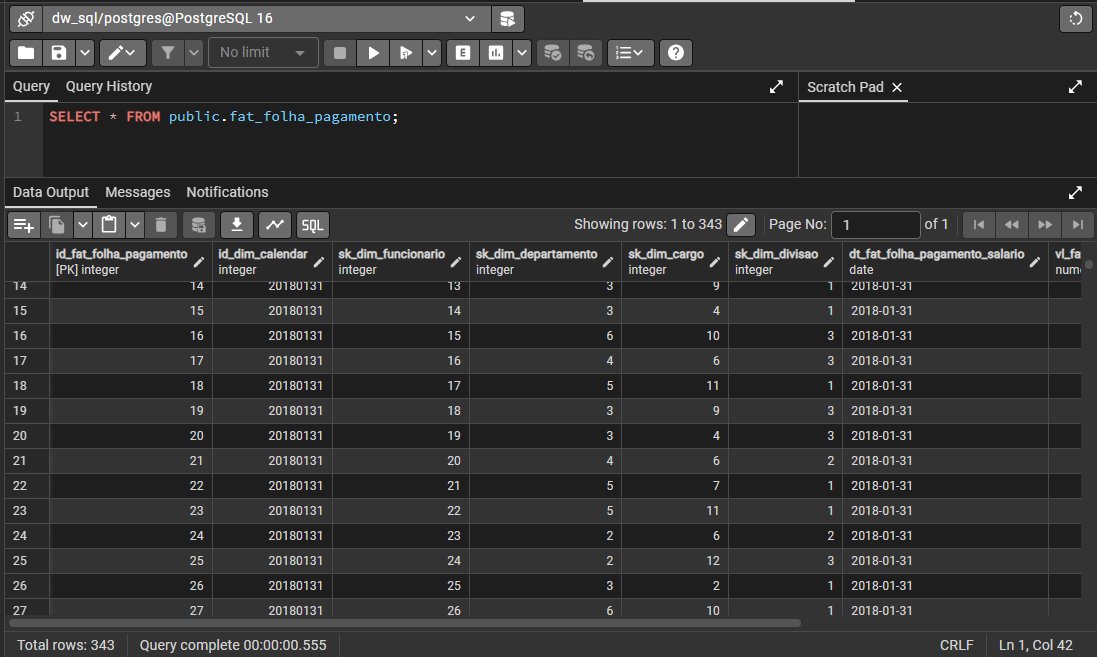 dw_sql/postgres@PostgreSQL 16
No limit
E
Query Query History
Scratch Pad
1 SELECT * FROM public.fat_folha_pagamento;
Data Output Messages Notifications
SQL Showing rows: 1 to 343 Page No: 1 of 1
id_fat_folha_pagamento id_dim_calendar sk_dim_funcionario sk_dim_departamento sk_dim_cargo sk_dim_divisao dt_fat_folha_pagamento_salario vl_fa
[PK] integer integer integer integer integer integer date nume
14 14 20180131 13 3 9 1 2018-01-31
15 15 20180131 14 3 4 1 2018-01-31
16 16 20180131 15 6 10 3 2018-01-31
17 17 20180131 16 4 6 3 2018-01-31
18 18 20180131 17 5 11 1 2018-01-31
19 19 20180131 18 3 9 3 2018-01-31
20 20 20180131 19 3 4 3 2018-01-31
21 21 20180131 20 4 6 2 2018-01-31
22 22 20180131 21 5 7 1 2018-01-31
23 23 20180131 22 5 11 1 2018-01-31
24 24 20180131 23 2 6 2 2018-01-31
25 25 20180131 24 2 12 3 2018-01-31
26 26 20180131 25 3 2 1 2018-01-31
27 27 20180131 26 6 10 1 2018-01-31
Total rows: 343 Query complete 00:00:00.555 CRLF Ln 1, Col 42